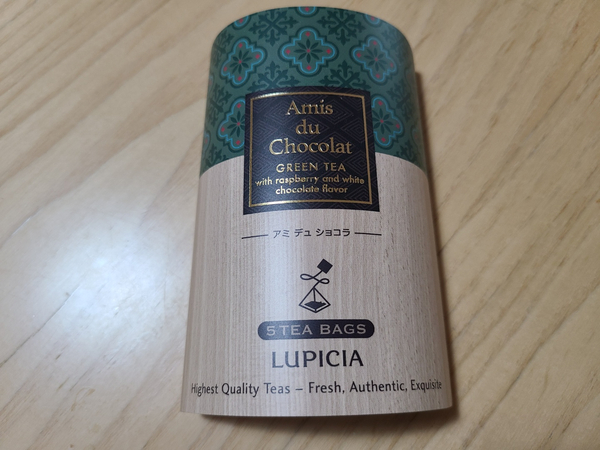 Amis
du
Chocolat
GREEN TEA
with raspberry and white
chocolate flavor
アミ デュ ショコラ
5 TEA BAGS
LUPICIA
Highest Quality Teas – Fresh, Authentic, Exquisite